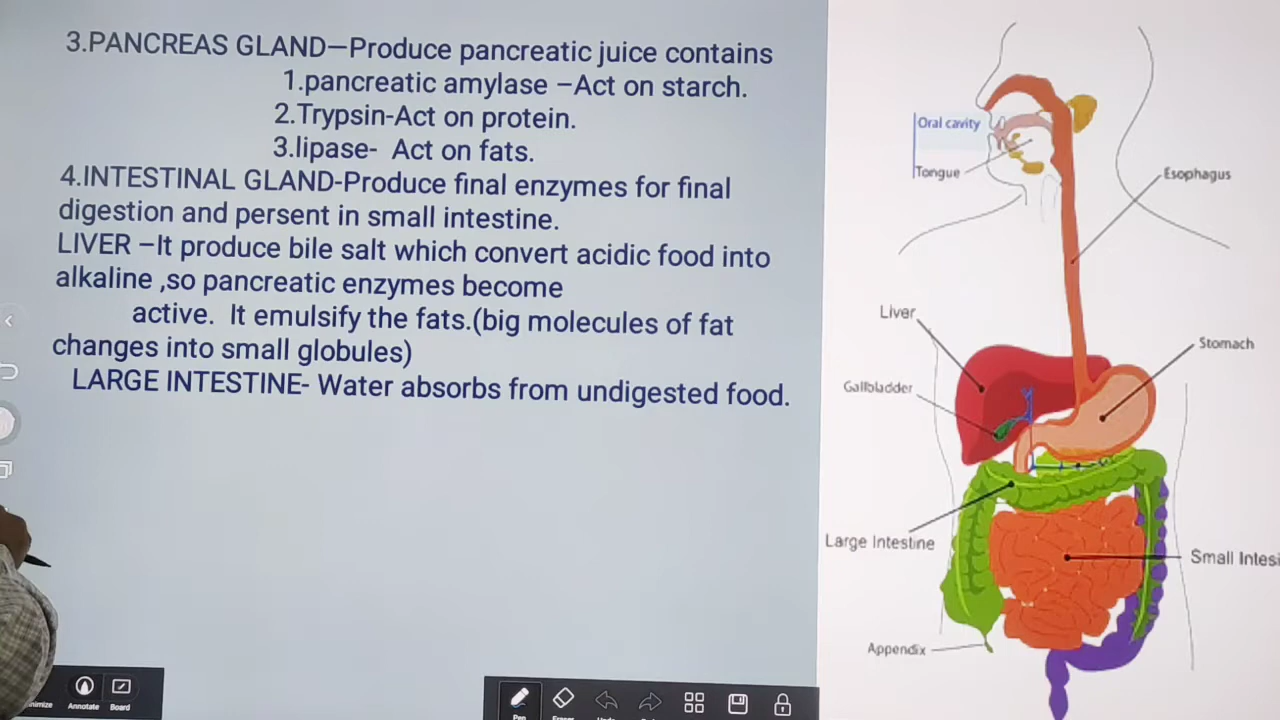 3.PANCREAS GLAND–Produce pancreatic juice contains
1.pancreatic amylase –Act on starch.
2.Trypsin-Act on protein.
3.lipase- Act on fats.
4.INTESTINAL GLAND-Produce final enzymes for final
digestion and persent in small intestine.
LIVER –It produce bile salt which convert acidic food into
alkaline ,so pancreatic enzymes become
active. It emulsify the fats.(big molecules of fat
changes into small globules)
LARGE INTESTINE- Water absorbs from undigested food.
Oral cavity
Tongue
Esophagus
Liver
Stomach
Gallbladder
Large Intestine
Small Intesi
Appendix
Annotate
Board
Pen